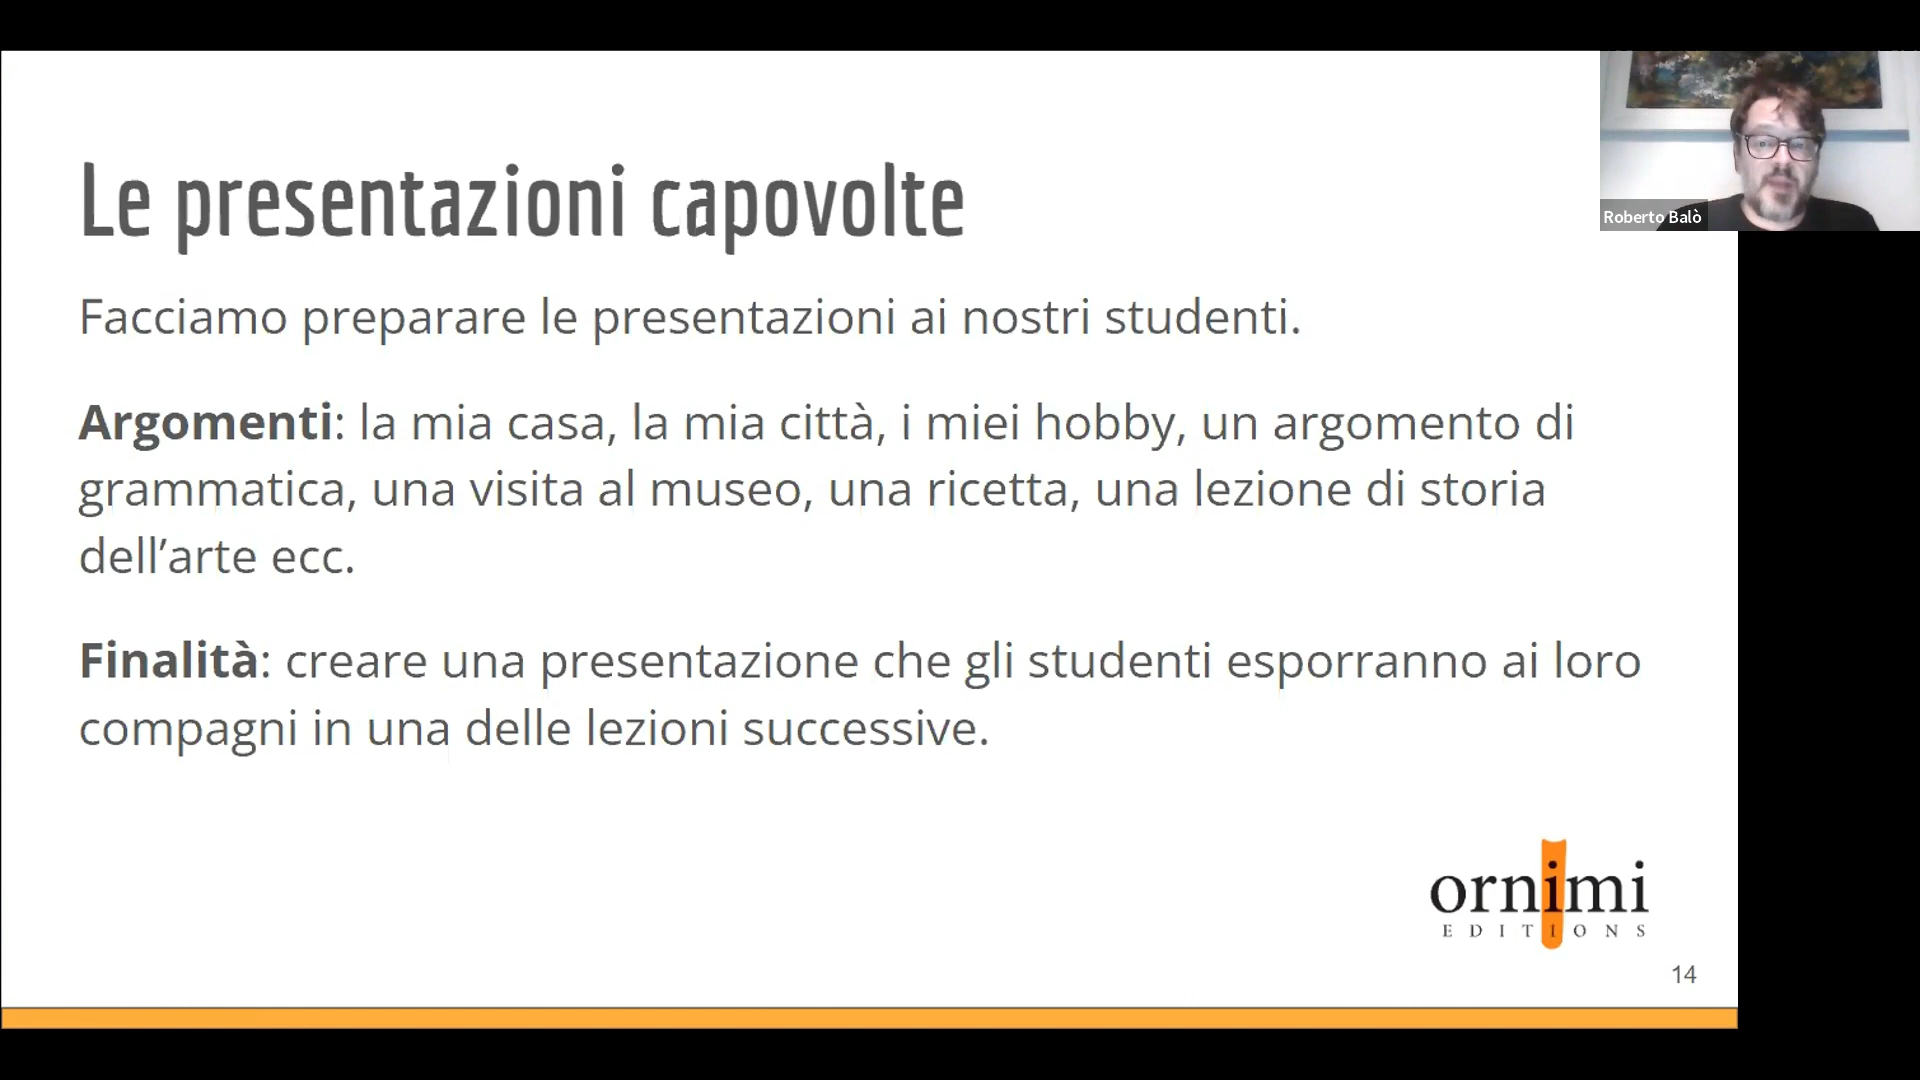 Le presentazioni capovolte
Roberto Balò
Facciamo preparare le presentazioni ai nostri studenti.
Argomenti: la mia casa, la mia città, i miei hobby, un argomento di
grammatica, una visita al museo, una ricetta, una lezione di storia
dell’arte ecc.
Finalità: creare una presentazione che gli studenti esporranno ai loro
compagni in una delle lezioni successive.
ornimi
EDITIONS
14